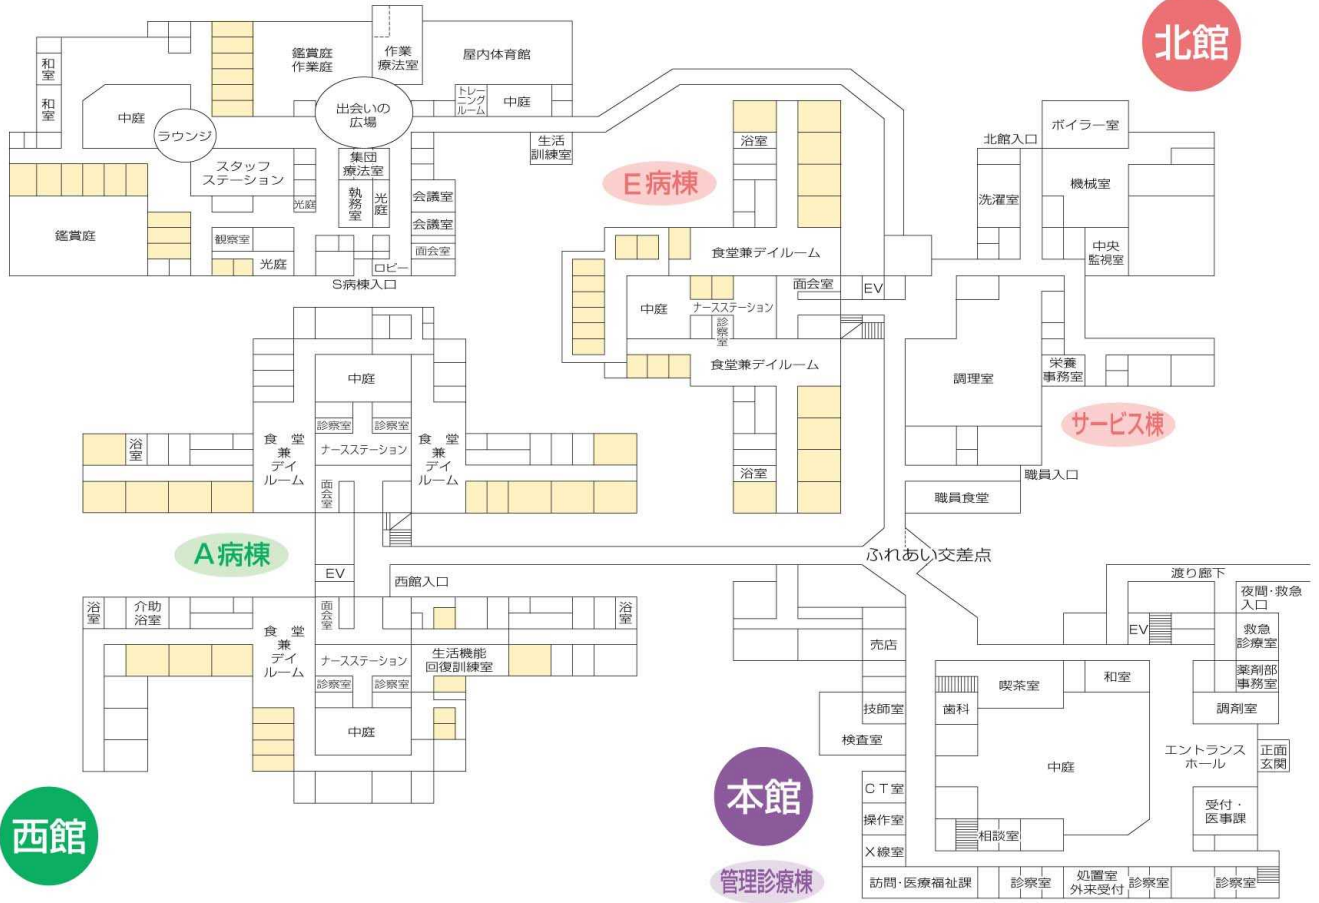 北館
和室
和室
中庭
ラウンジ
鑑賞庭
作業庭
作業
療法室
屋内体育館
出会いの
広場
トレー
ニング
ルーム
中庭
生活
訓練室
スタッフ
ステーション
光庭
集団
療法室
執務室
光庭
会議室
会議室
面会室
鑑賞庭
観察室
光庭
ロビー
S病棟入口
E病棟
浴室
食堂兼デイルーム
面会室
EV
中庭
ナースステーション
診察室
食堂兼デイルーム
浴室
北館入口
ボイラー室
洗濯室
機械室
中央
監視室
調理室
栄養
事務室
サービス棟
職員入口
職員食堂
中庭
診察室
診察室
浴室
食堂
兼
デイ
ルーム
ナースステーション
食堂
兼
デイ
ルーム
面会室
A病棟
EV
西館入口
ふれあい交差点
浴室
介助
浴室
食堂
兼
デイ
ルーム
面会室
ナースステーション
診察室
診察室
中庭
生活機能
回復訓練室
浴室
西館
本館
管理診療棟
売店
技師室
検査室
CT室
操作室
X線室
訪問・医療福祉課
歯科
喫茶室
和室
中庭
相談室
診察室
処置室
外来受付
診察室
診察室
渡り廊下
EV
夜間・救急
入口
救急
診療室
薬剤部
事務室
調剤室
エントランス
ホール
正面
玄関
受付・
医事課